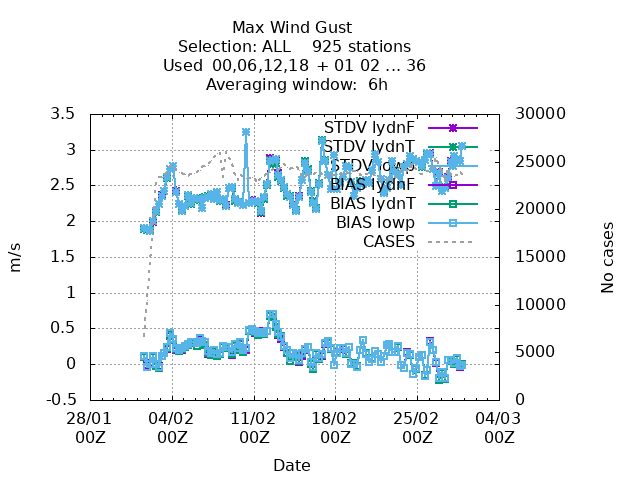 Max Wind Gust
Selection: ALL 925 stations
Used 00,06,12,18 + 01 02 ... 36
Averaging window: 6h
3.5
3
2.5
2
1.5
1
0.5
0
-0.5
m/s
30000
25000
20000
15000
10000
5000
0
No cases
STDV lydnF
STDV lydnT
STDV lowp
BIAS lydnF
BIAS lydnT
BIAS lowp
CASES
28/01 04/02 11/02 18/02 25/02 04/03
00Z 00Z 00Z 00Z 00Z 00Z
Date